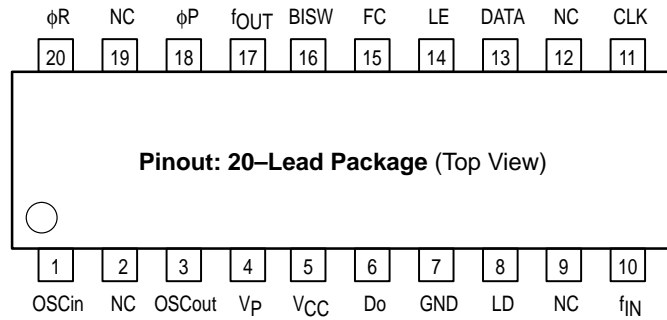 ϕR NC ϕP fOUT BISW FC LE DATA NC CLK
20 19 18 17 16 15 14 13 12 11
Pinout: 20–Lead Package (Top View)
1 2 3 4 5 6 7 8 9 10
OSCin NC OSCout VP VCC Do GND LD NC fIN